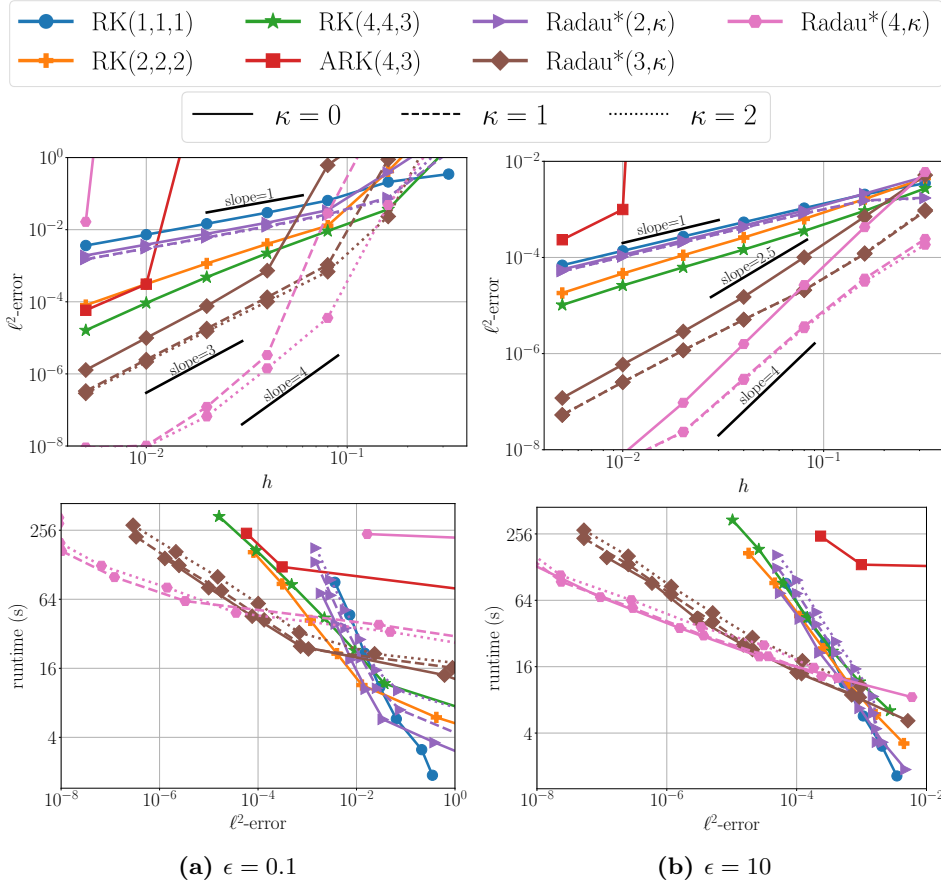 RK(1,1,1) RK(4,4,3) Radau*(2,κ) Radau*(4,κ)
RK(2,2,2) ARK(4,3) Radau*(3,κ)
κ = 0 κ = 1 κ = 2
10^0
10^{-2}
10^{-4}
10^{-6}
10^{-8}
ℓ²-error
slope=1
slope=3
slope=4
10^{-2} 10^{-1}
h
10^{-2}
10^{-4}
10^{-6}
10^{-8}
ℓ²-error
slope=1
slope=2.5
slope=4
10^{-2} 10^{-1}
h
256
64
16
4
runtime (s)
10^{-8} 10^{-6} 10^{-4} 10^{-2} 10^0
ℓ²-error
256
64
16
4
runtime (s)
10^{-8} 10^{-6} 10^{-4} 10^{-2}
ℓ²-error
(a) ϵ = 0.1
(b) ϵ = 10